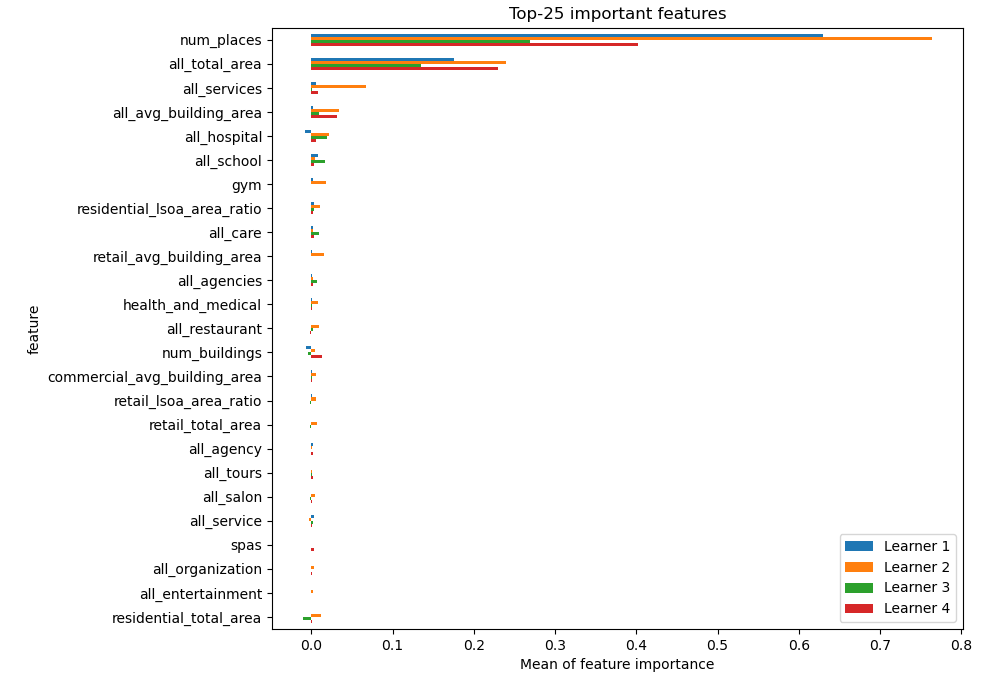 Top-25 important features
num_places
all_total_area
all_services
all_avg_building_area
all_hospital
all_school
gym
residential_lsoa_area_ratio
all_care
retail_avg_building_area
all_agencies
health_and_medical
all_restaurant
num_buildings
commercial_avg_building_area
retail_lsoa_area_ratio
retail_total_area
all_agency
all_tours
all_salon
all_service
spas
all_organization
all_entertainment
residential_total_area
feature
Learner 1
Learner 2
Learner 3
Learner 4
0.0 0.1 0.2 0.3 0.4 0.5 0.6 0.7 0.8
Mean of feature importance